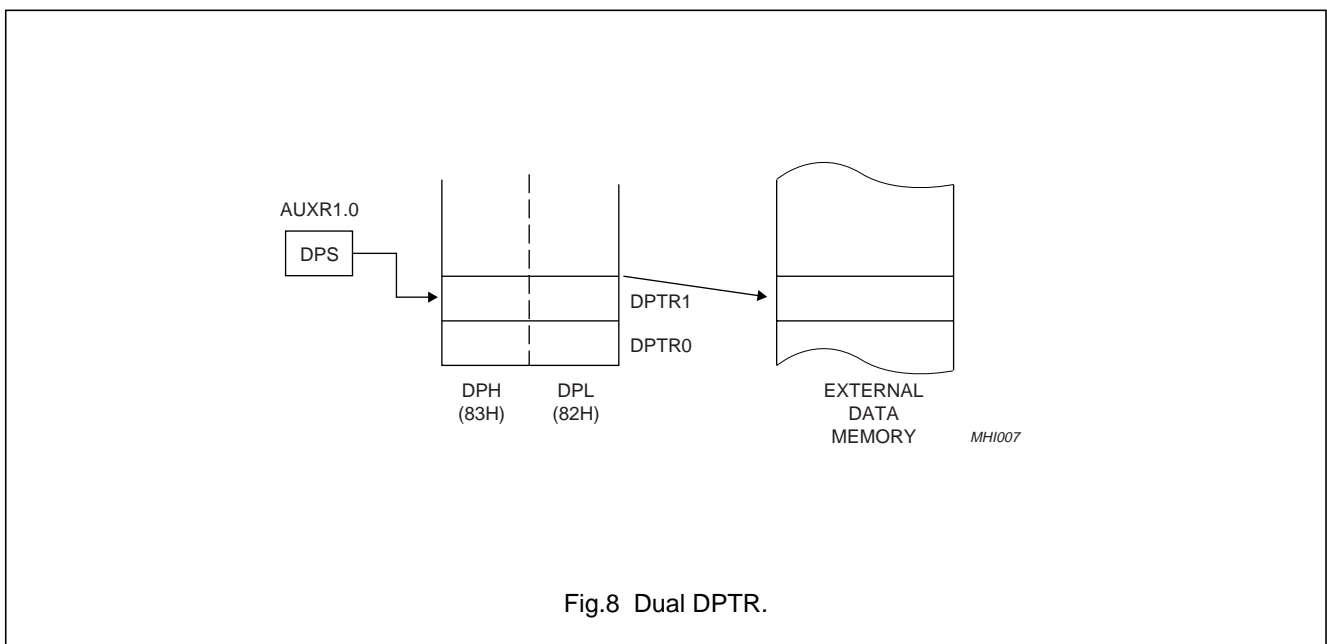 AUXR1.0
DPS
DPTR1
DPTR0
DPH
(83H)
DPL
(82H)
EXTERNAL
DATA
MEMORY
MHI007
Fig.8 Dual DPTR.